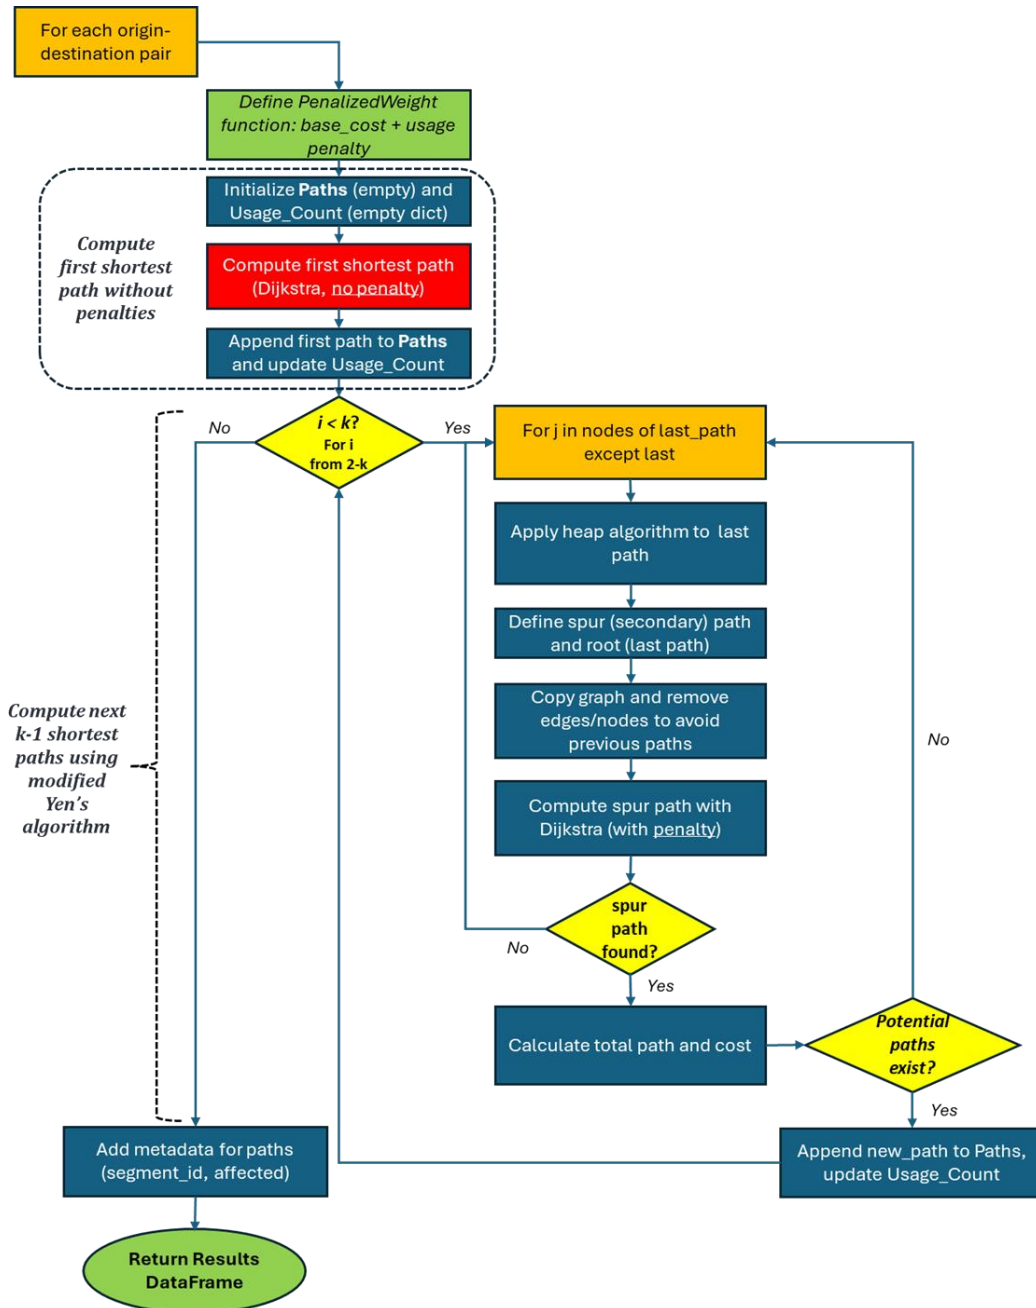 For each origin-
destination pair
Define PenalizedWeight
function: base_cost + usage
penalty
Initialize Paths (empty) and
Usage_Count (empty dict)
Compute
first shortest
path without
penalties
Compute first shortest path
(Dijkstra, no penalty)
Append first path to Paths
and update Usage_Count
i < k?
For i
from 2-k
No
Yes
For j in nodes of last_path
except last
Apply heap algorithm to last
path
Define spur (secondary) path
and root (last path)
Copy graph and remove
edges/nodes to avoid
previous paths
Compute next
k-1 shortest
paths using
modified
Yen's
algorithm
No
Compute spur path with
Dijkstra (with penalty)
spur
path
found?
No
Yes
Calculate total path and cost
Potential
paths
exist?
Yes
Add metadata for paths
(segment_id, affected)
Append new_path to Paths,
update Usage_Count
Return Results
DataFrame